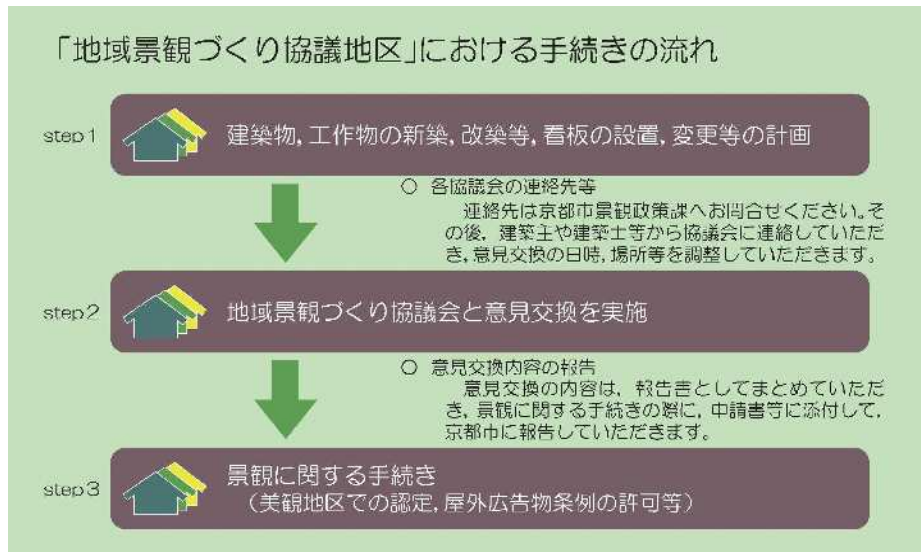 「地域景観づくり協議地区」における手続きの流れ
step1
建築物,工作物の新築,改築等,看板の設置,変更等の計画
○ 各協議会の連絡先等
連絡先は京都市景観政策課へお問合せください。そ
の後,建築主や建築士等から協議会に連絡していただ
き,意見交換の日時,場所等を調整していただきます。
step2
地域景観づくり協議会と意見交換を実施
○ 意見交換内容の報告
意見交換の内容は,報告書としてまとめていただ
き,景観に関する手続きの際に,申請書等に添付して,
京都市に報告していただきます。
step3
景観に関する手続き
(美観地区での認定,屋外広告物条例の許可等)